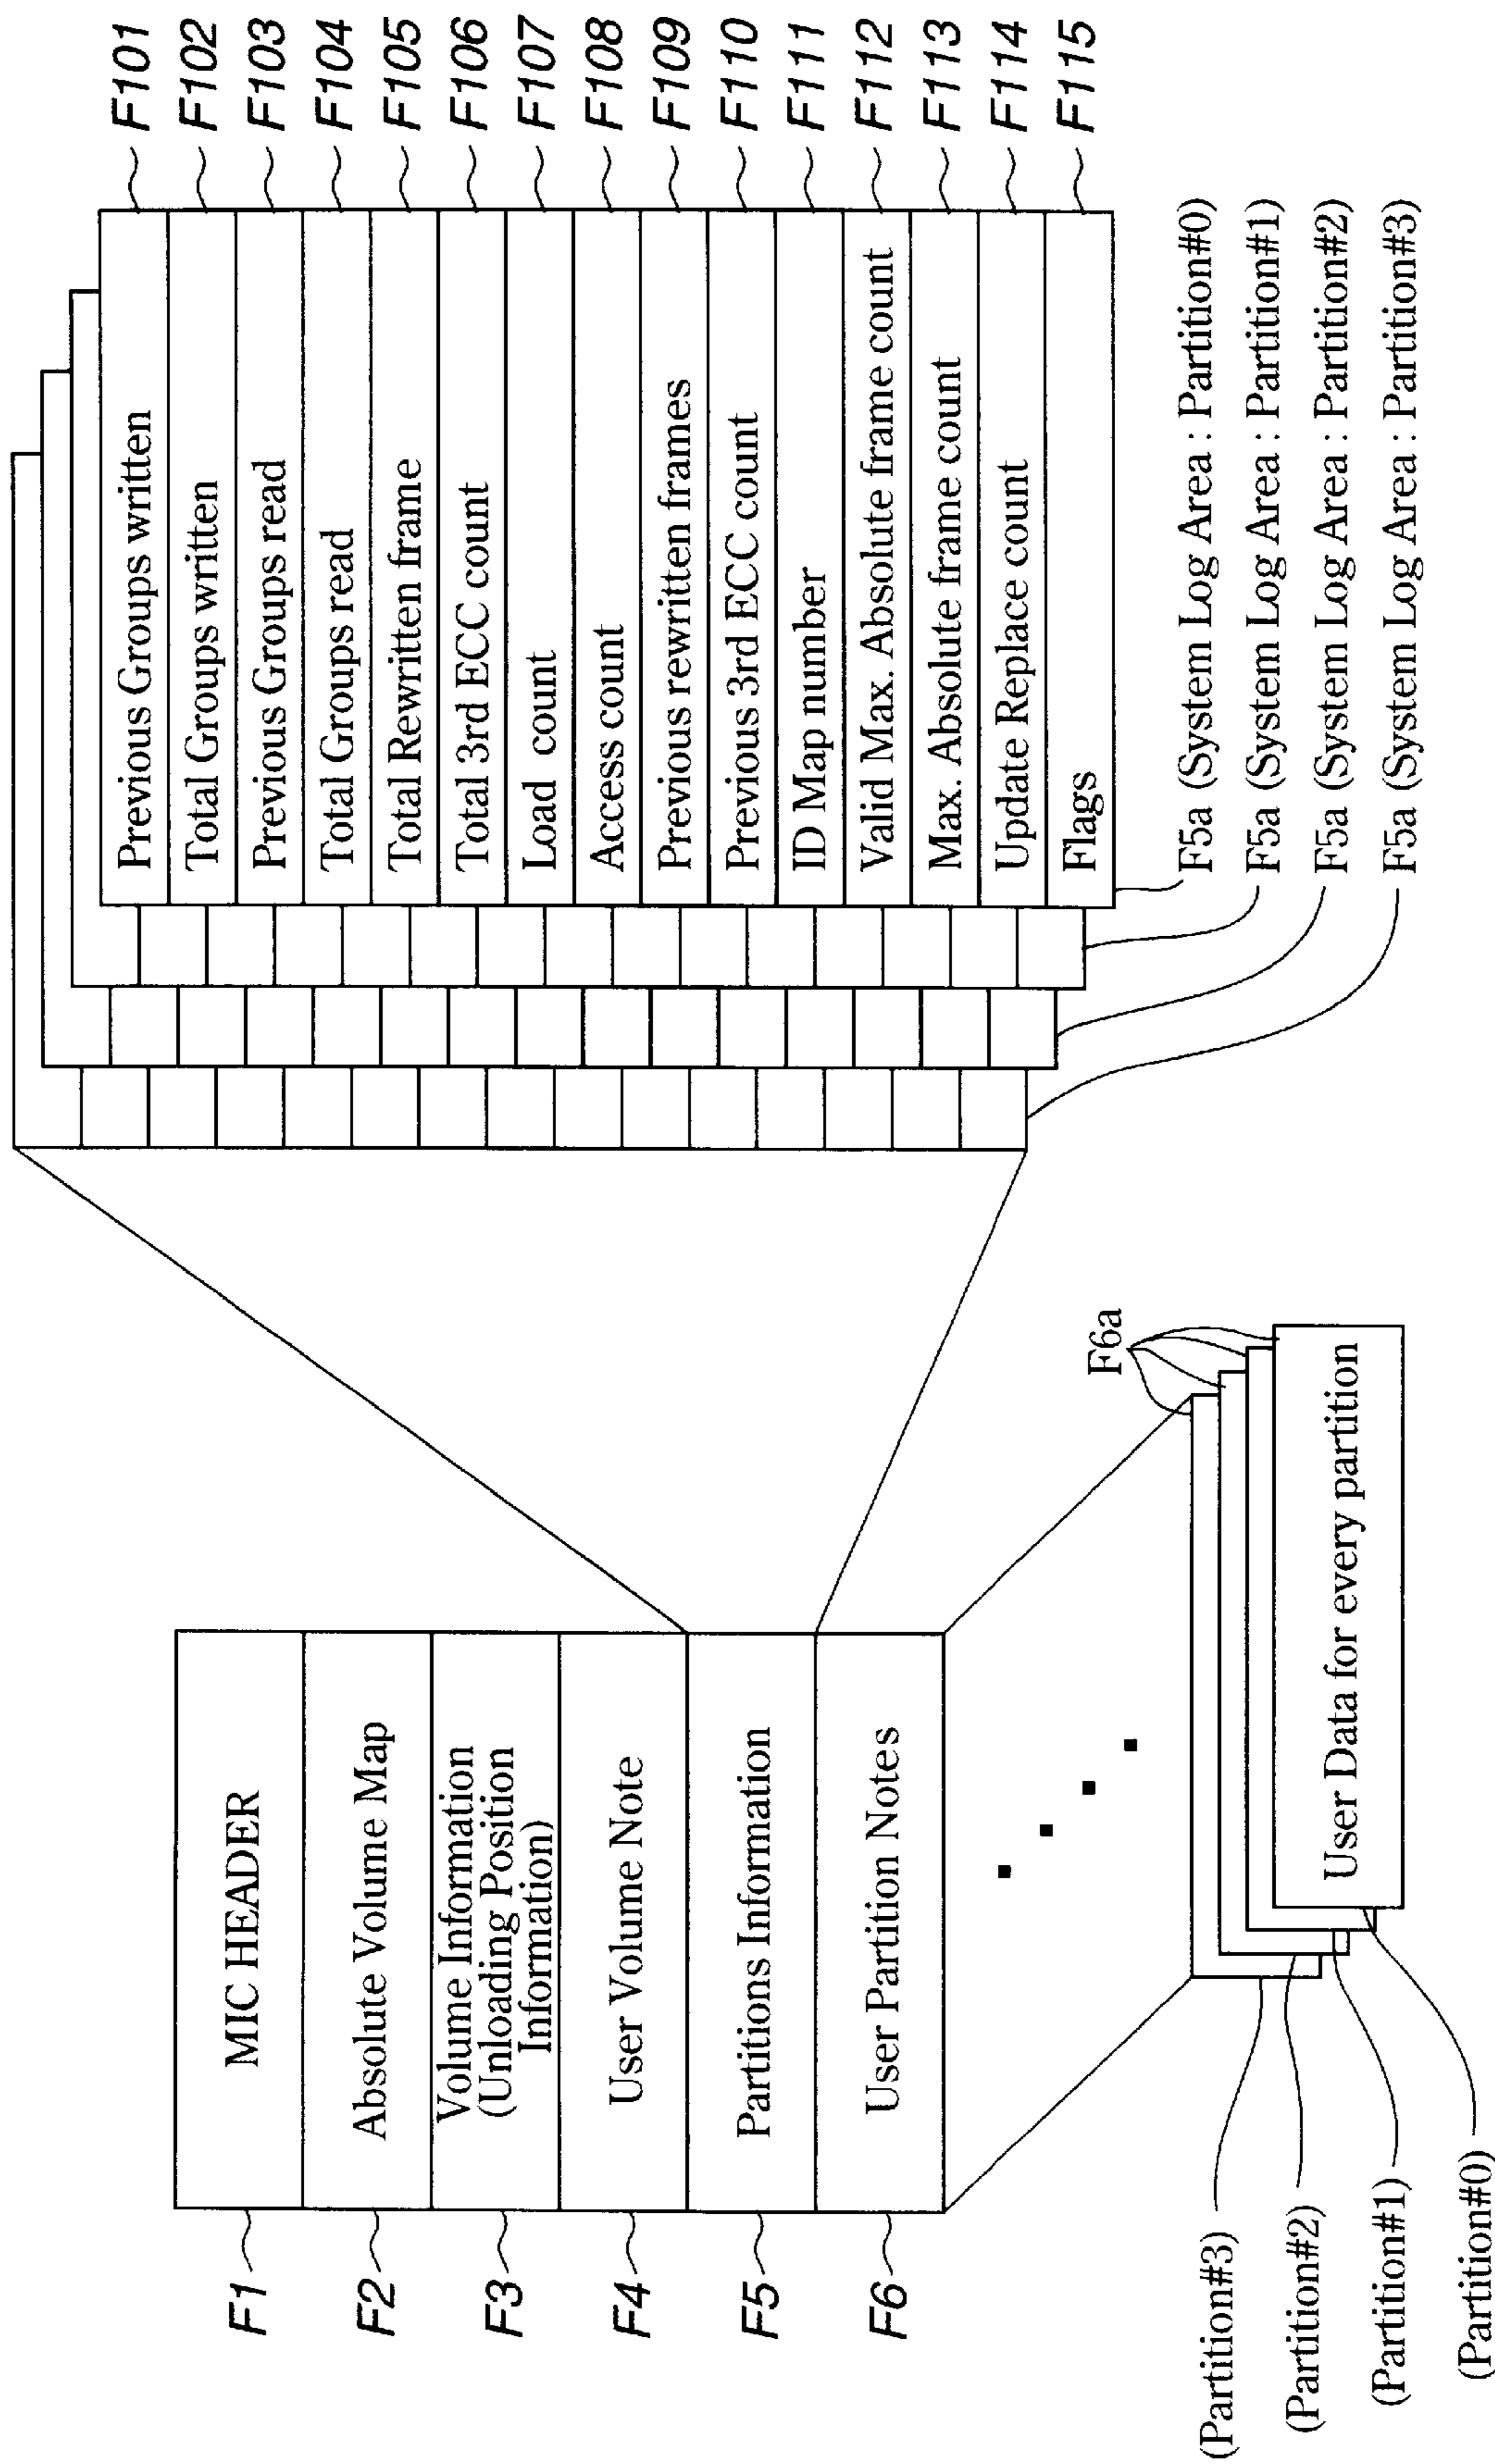 F1
MIC HEADER
F2
Absolute Volume Map
F3
Volume Information
(Unloading Position
Information)
F4
User Volume Note
F5
Partitions Information
F6
User Partition Notes
Previous Groups written
F101
Total Groups written
F102
Previous Groups read
F103
Total Groups read
F104
Total Rewritten frame
F105
Total 3rd ECC count
F106
Load count
F107
Access count
F108
Previous rewritten frames
F109
Previous 3rd ECC count
F110
ID Map number
F111
Valid Max. Absolute frame count
F112
Max. Absolute frame count
F113
Update Replace count
F114
Flags
F115
F5a (System Log Area : Partition#0)
F5a (System Log Area : Partition#1)
F5a (System Log Area : Partition#2)
F5a (System Log Area : Partition#3)
F6a
User Data for every partition
(Partition#3)
(Partition#2)
(Partition#1)
(Partition#0)